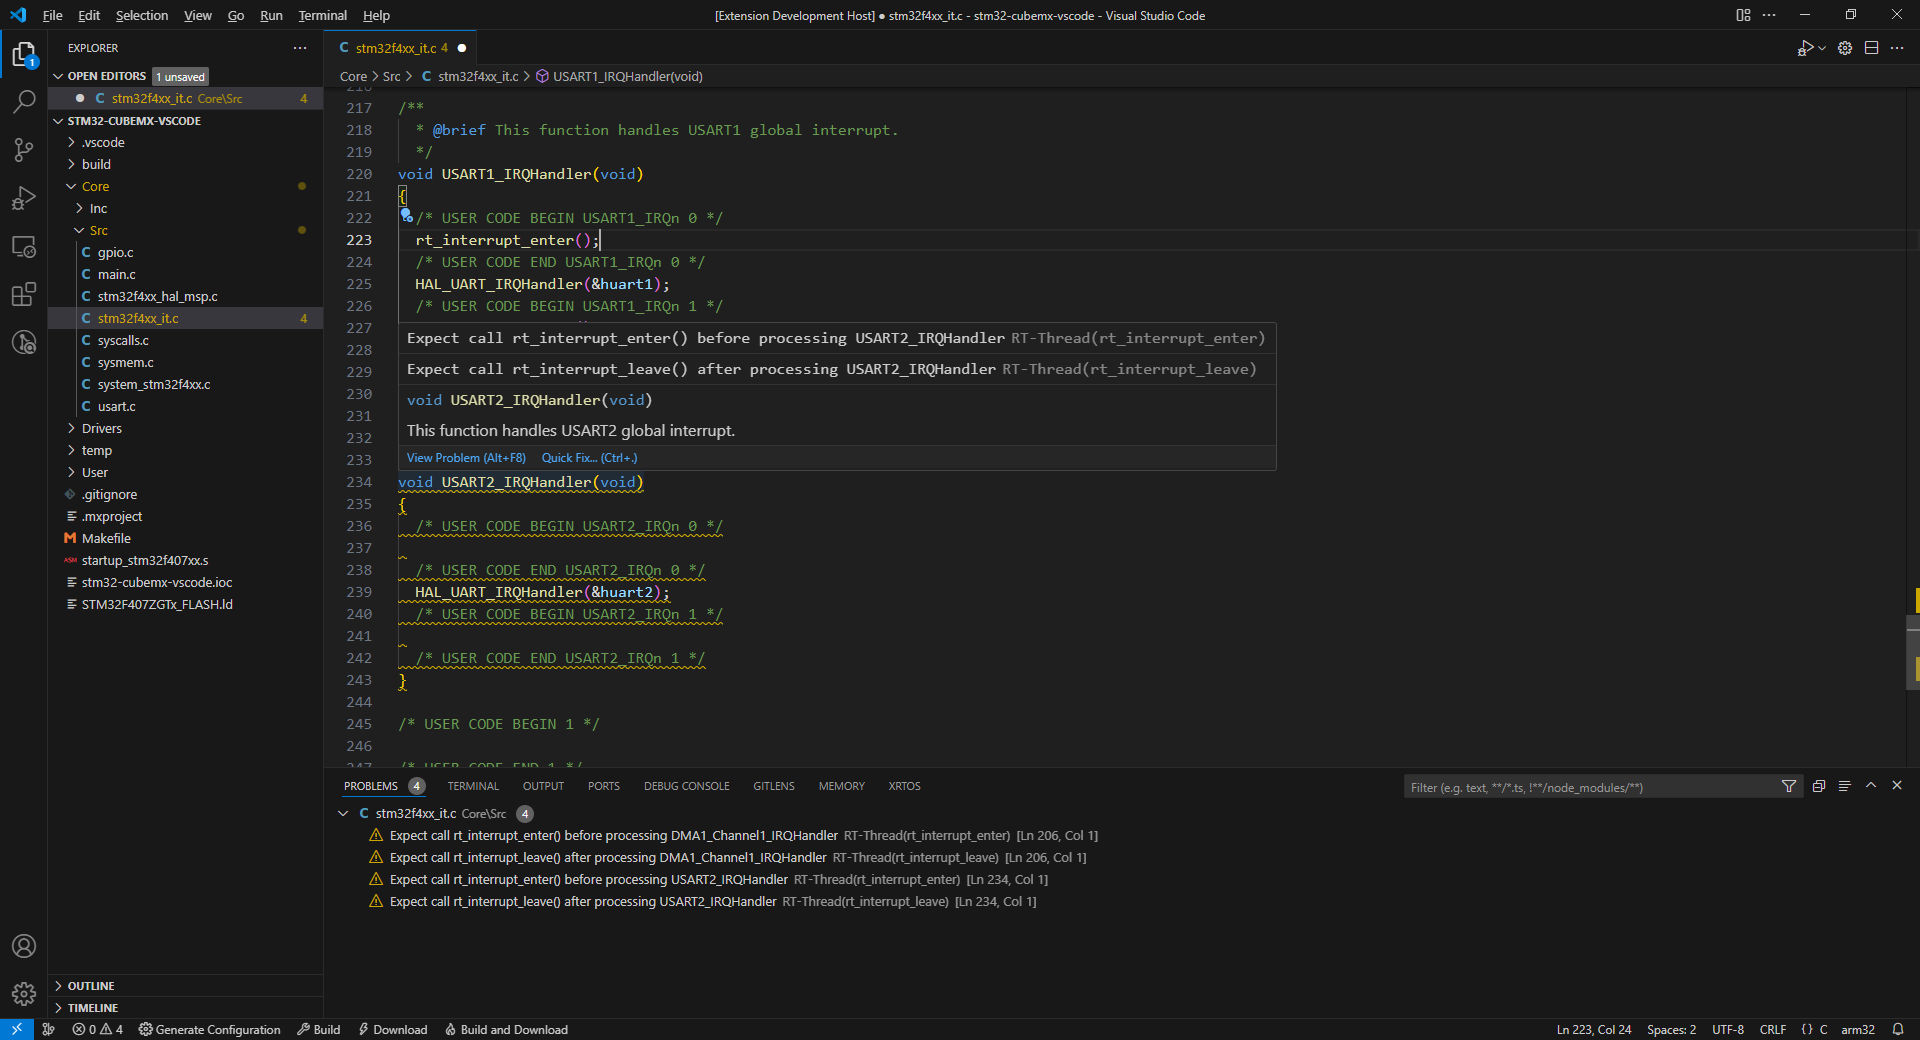 File Edit Selection View Go Run Terminal Help
[Extension Development Host] ● stm32f4xx_it.c - stm32-cubemx-vscode - Visual Studio Code
EXPLORER
OPEN EDITORS 1 unsaved
C stm32f4xx_it.c Core\Src 4
STM32-CUBEMX-VSCODE
.vscode
build
Core
Inc
Src
C gpio.c
C main.c
C stm32f4xx_hal_msp.c
C stm32f4xx_it.c 4
C syscalls.c
C sysmem.c
C system_stm32f4xx.c
C usart.c
Drivers
temp
User
.gitignore
.mxproject
M Makefile
ASM startup_stm32f407xx.s
stm32-cubemx-vscode.ioc
STM32F407ZGTx_FLASH.ld
OUTLINE
TIMELINE
1
C stm32f4xx_it.c 4
Core > Src > C stm32f4xx_it.c > USART1_IRQHandler(void)
216
217 /**
218 * @brief This function handles USART1 global interrupt.
219 */
220 void USART1_IRQHandler(void)
221 {
222 /* USER CODE BEGIN USART1_IRQn 0 */
223 rt_interrupt_enter();
224 /* USER CODE END USART1_IRQn 0 */
225 HAL_UART_IRQHandler(&huart1);
226 /* USER CODE BEGIN USART1_IRQn 1 */
227
228
229
230
231
232
233
Expect call rt_interrupt_enter() before processing USART2_IRQHandler RT-Thread(rt_interrupt_enter)
Expect call rt_interrupt_leave() after processing USART2_IRQHandler RT-Thread(rt_interrupt_leave)
void USART2_IRQHandler(void)
This function handles USART2 global interrupt.
View Problem (Alt+F8) Quick Fix... (Ctrl+.)
234 void USART2_IRQHandler(void)
235 {
236 /* USER CODE BEGIN USART2_IRQn 0 */
237
238 /* USER CODE END USART2_IRQn 0 */
239 HAL_UART_IRQHandler(&huart2);
240 /* USER CODE BEGIN USART2_IRQn 1 */
241
242 /* USER CODE END USART2_IRQn 1 */
243 }
244
245 /* USER CODE BEGIN 1 */
246
247 /* USER CODE END 1 */
PROBLEMS 4 TERMINAL OUTPUT PORTS DEBUG CONSOLE GITLENS MEMORY XRTOS
Filter (e.g. text, **/*.ts, !**/node_modules/**)
C stm32f4xx_it.c Core\Src 4
Expect call rt_interrupt_enter() before processing DMA1_Channel1_IRQHandler RT-Thread(rt_interrupt_enter) [Ln 206, Col 1]
Expect call rt_interrupt_leave() after processing DMA1_Channel1_IRQHandler RT-Thread(rt_interrupt_leave) [Ln 206, Col 1]
Expect call rt_interrupt_enter() before processing USART2_IRQHandler RT-Thread(rt_interrupt_enter) [Ln 234, Col 1]
Expect call rt_interrupt_leave() after processing USART2_IRQHandler RT-Thread(rt_interrupt_leave) [Ln 234, Col 1]
0 4 Generate Configuration Build Download Build and Download
Ln 223, Col 24 Spaces: 2 UTF-8 CRLF {} C arm32